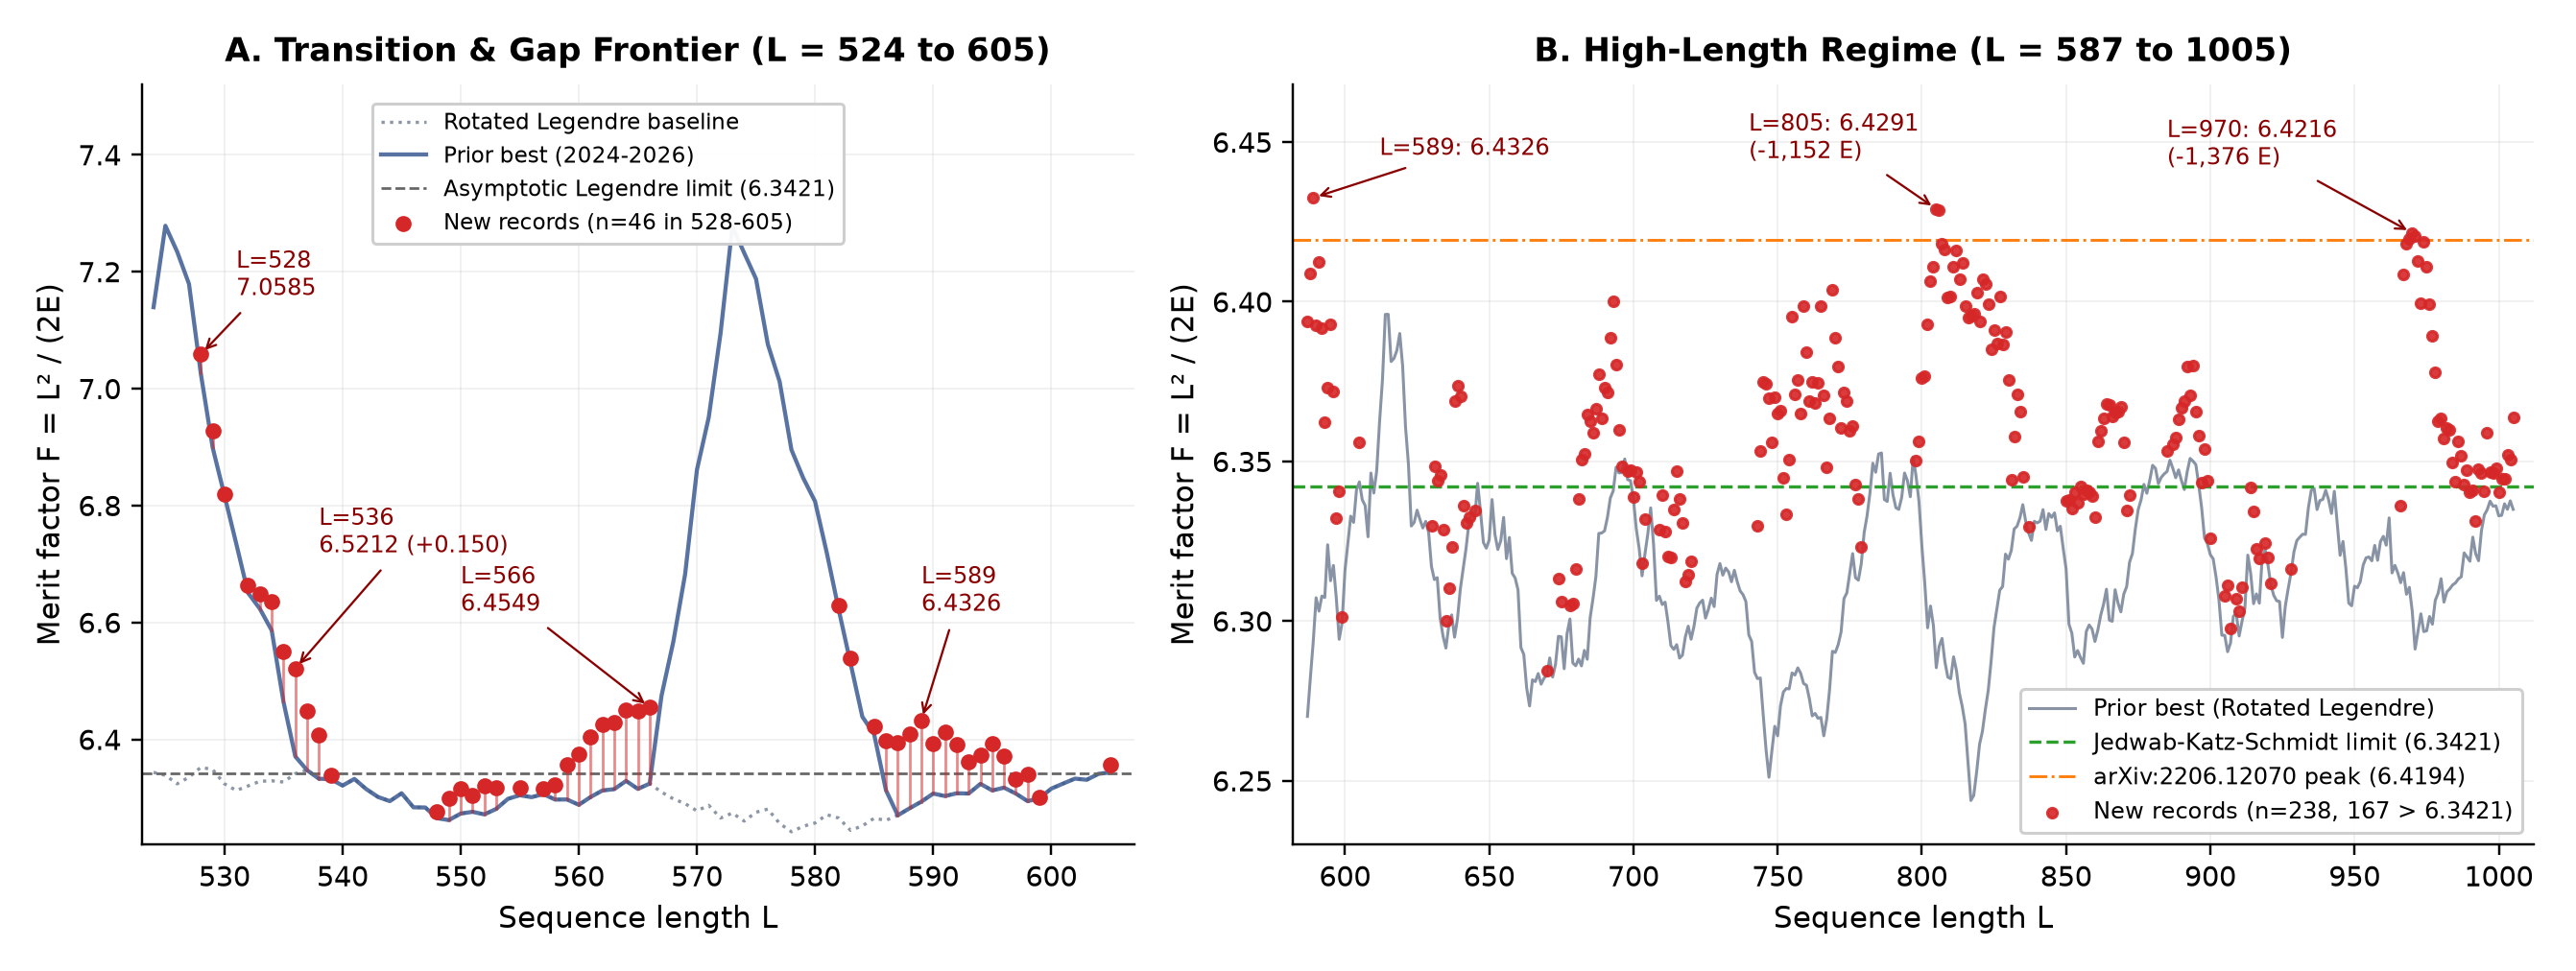 A. Transition & Gap Frontier (L = 524 to 605)
Merit factor F = L² / (2E)
7.4
7.2
7.0
6.8
6.6
6.4
Rotated Legendre baseline
Prior best (2024-2026)
Asymptotic Legendre limit (6.3421)
New records (n=46 in 528-605)
L=528
7.0585
L=536
6.5212 (+0.150)
L=566
6.4549
L=589
6.4326
530
540
550
560
570
580
590
600
Sequence length L
B. High-Length Regime (L = 587 to 1005)
Merit factor F = L² / (2E)
6.45
6.40
6.35
6.30
6.25
L=589: 6.4326
L=805: 6.4291
(-1,152 E)
L=970: 6.4216
(-1,376 E)
Prior best (Rotated Legendre)
Jedwab-Katz-Schmidt limit (6.3421)
arXiv:2206.12070 peak (6.4194)
New records (n=238, 167 > 6.3421)
600
650
700
750
800
850
900
950
1000
Sequence length L